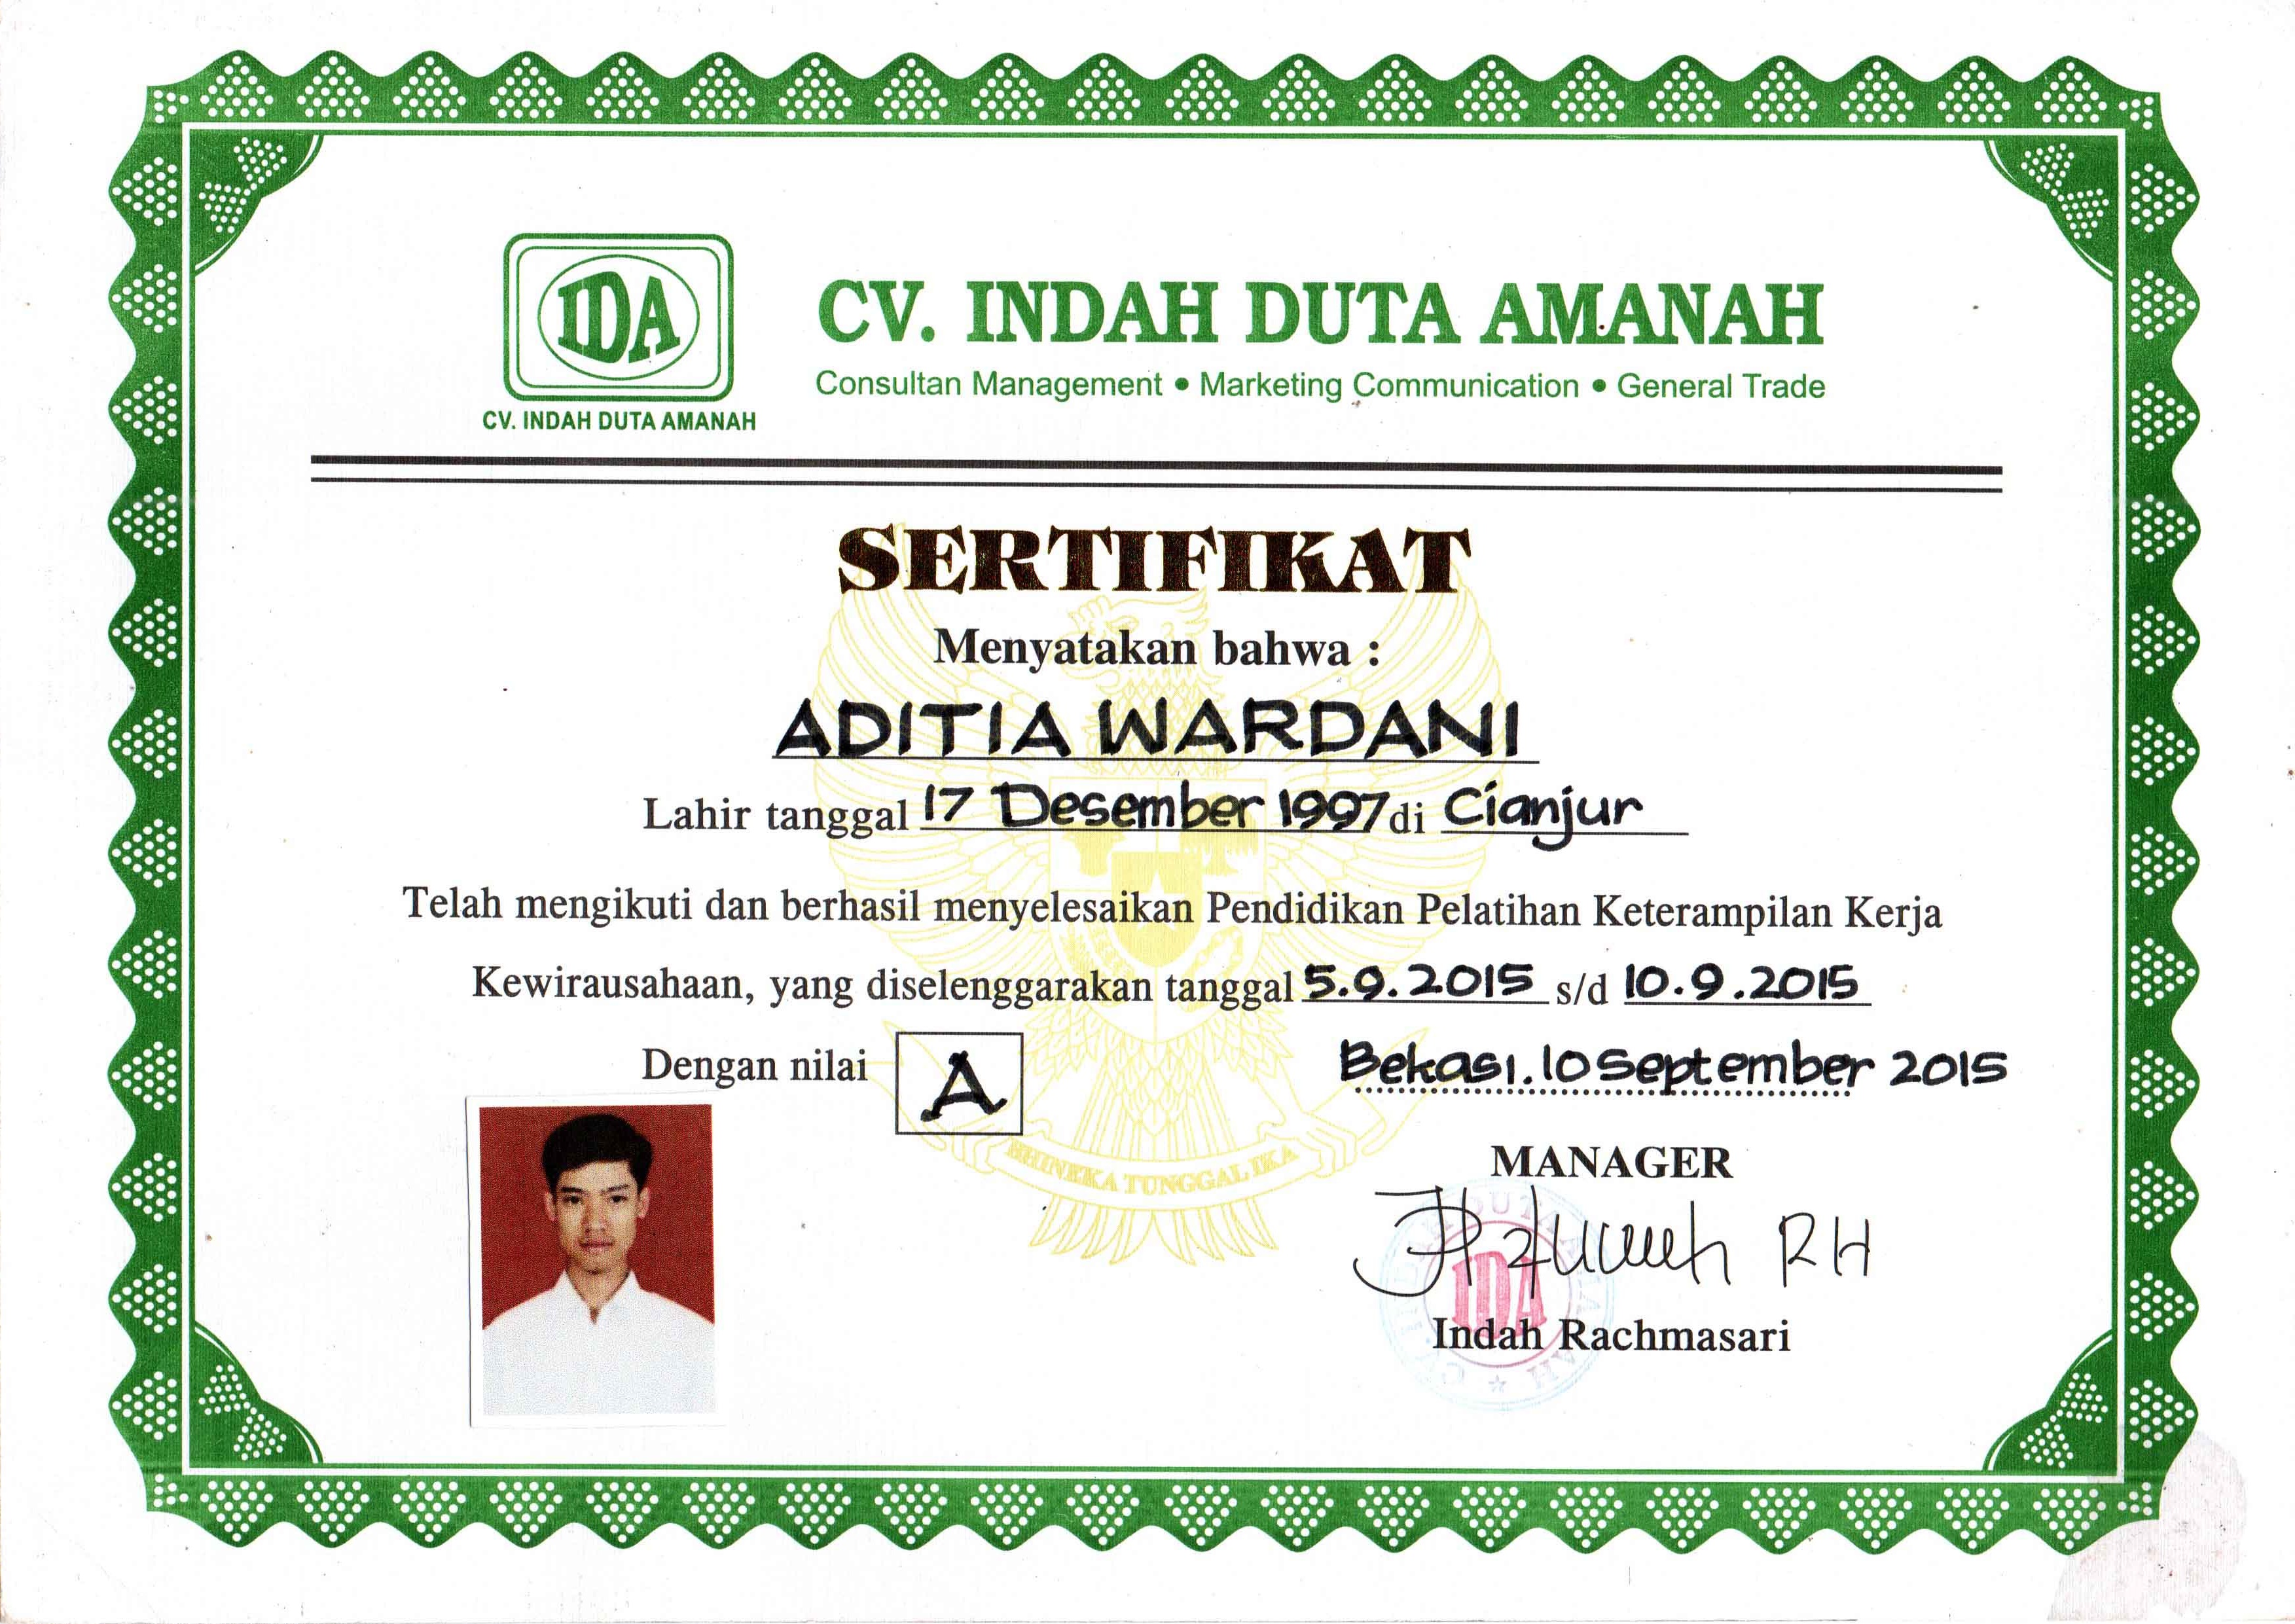 IDA
CV. INDAH DUTA AMANAH
CV. INDAH DUTA AMANAH
Consultan Management • Marketing Communication • General Trade
SERTIFIKAT
Menyatakan bahwa :
ADITIA WARDANI
Lahir tanggal 17 Desember 1997 di Cianjur
Telah mengikuti dan berhasil menyelesaikan Pendidikan Pelatihan Keterampilan Kerja
Kewirausahaan, yang diselenggarakan tanggal 5.9.2015 s/d 10.9.2015
Dengan nilai A
Bekasi.10 September 2015
BHINEKA TUNGGAL IKA
MANAGER
RH
IDA
Indah Rachmasari